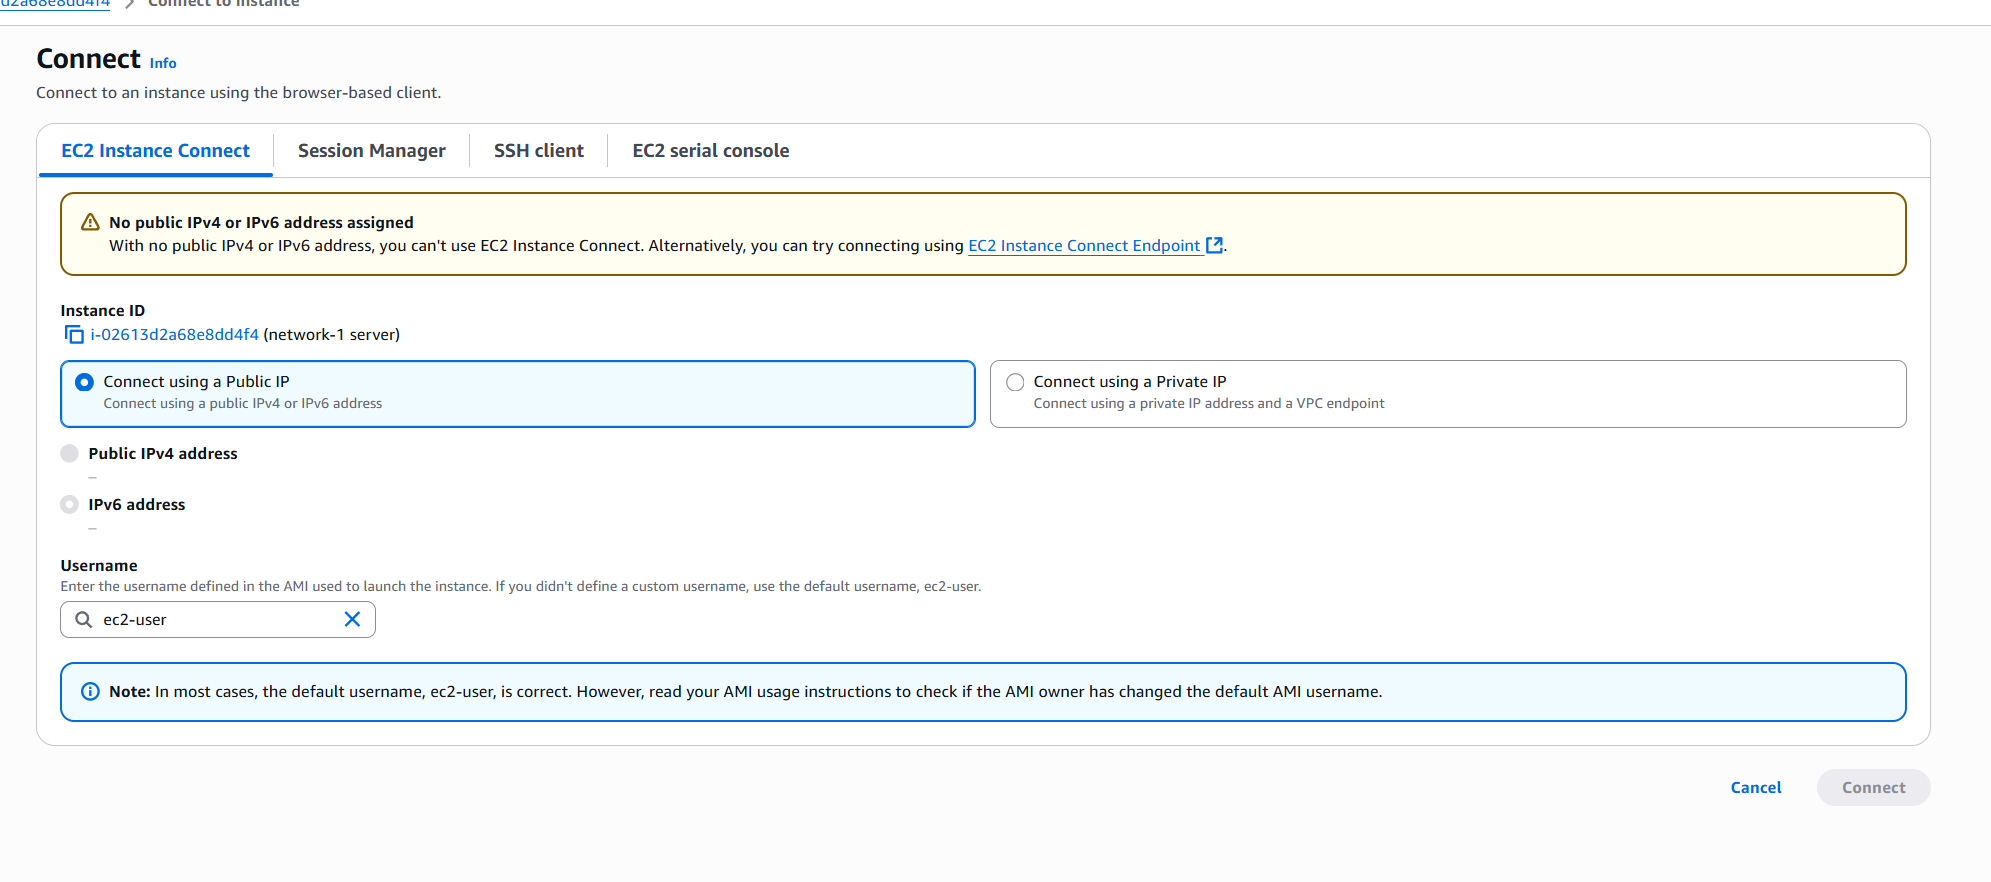 d2a68e8dd4f4 > Connect to instance
Connect Info
Connect to an instance using the browser-based client.
EC2 Instance Connect
Session Manager
SSH client
EC2 serial console
No public IPv4 or IPv6 address assigned
With no public IPv4 or IPv6 address, you can't use EC2 Instance Connect. Alternatively, you can try connecting using EC2 Instance Connect Endpoint.
Instance ID
i-02613d2a68e8dd4f4 (network-1 server)
Connect using a Public IP
Connect using a public IPv4 or IPv6 address
Connect using a Private IP
Connect using a private IP address and a VPC endpoint
Public IPv4 address
–
IPv6 address
–
Username
Enter the username defined in the AMI used to launch the instance. If you didn't define a custom username, use the default username, ec2-user.
ec2-user
Note: In most cases, the default username, ec2-user, is correct. However, read your AMI usage instructions to check if the AMI owner has changed the default AMI username.
Cancel
Connect